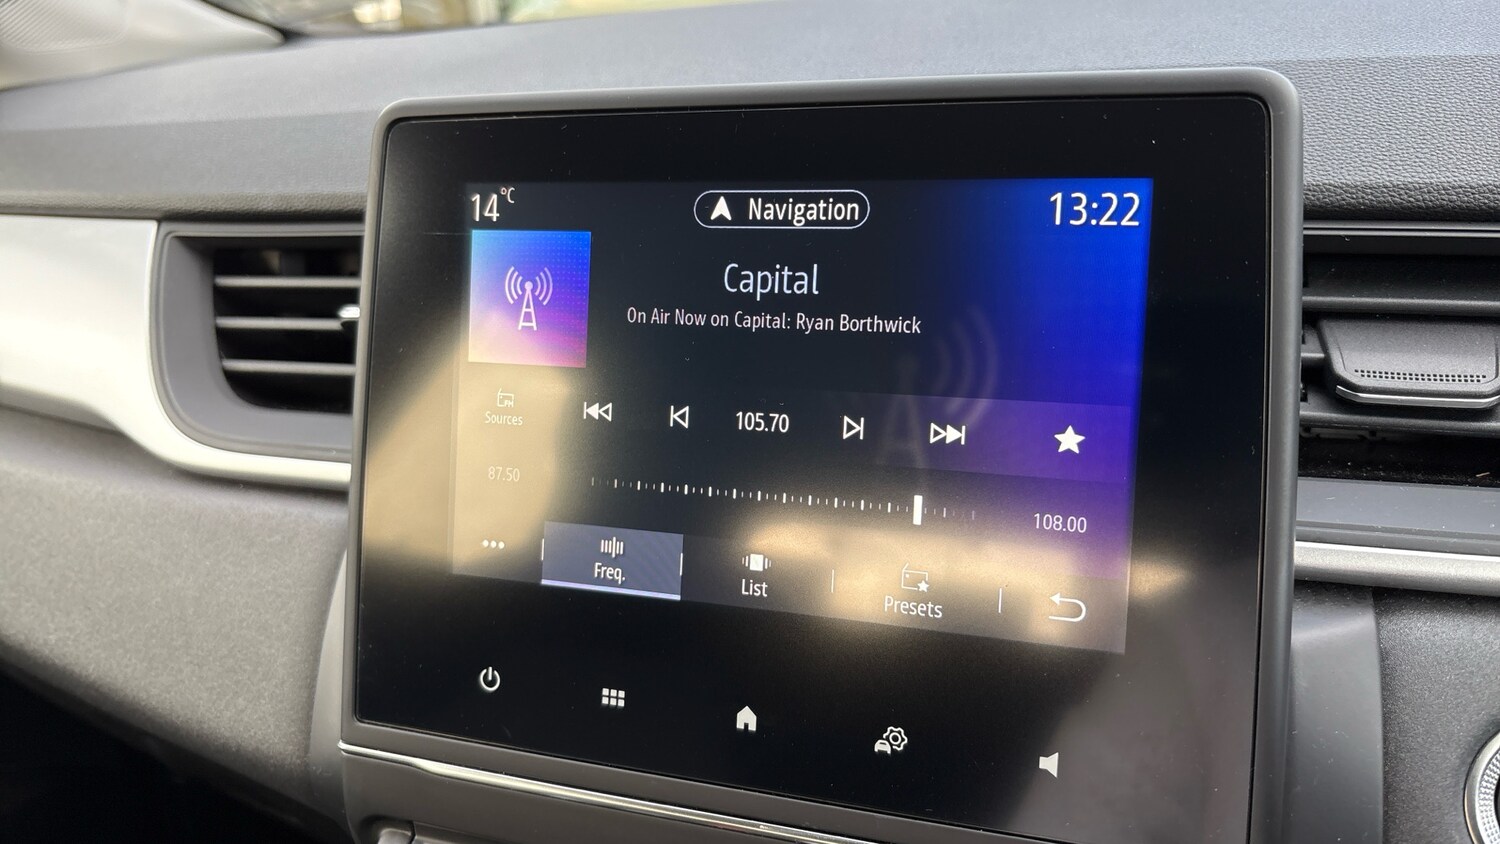 14°C
Navigation
13:22
Capital
On Air Now on Capital: Ryan Borthwick
Sources
105.70
87.50
108.00
Freq.
List
Presets